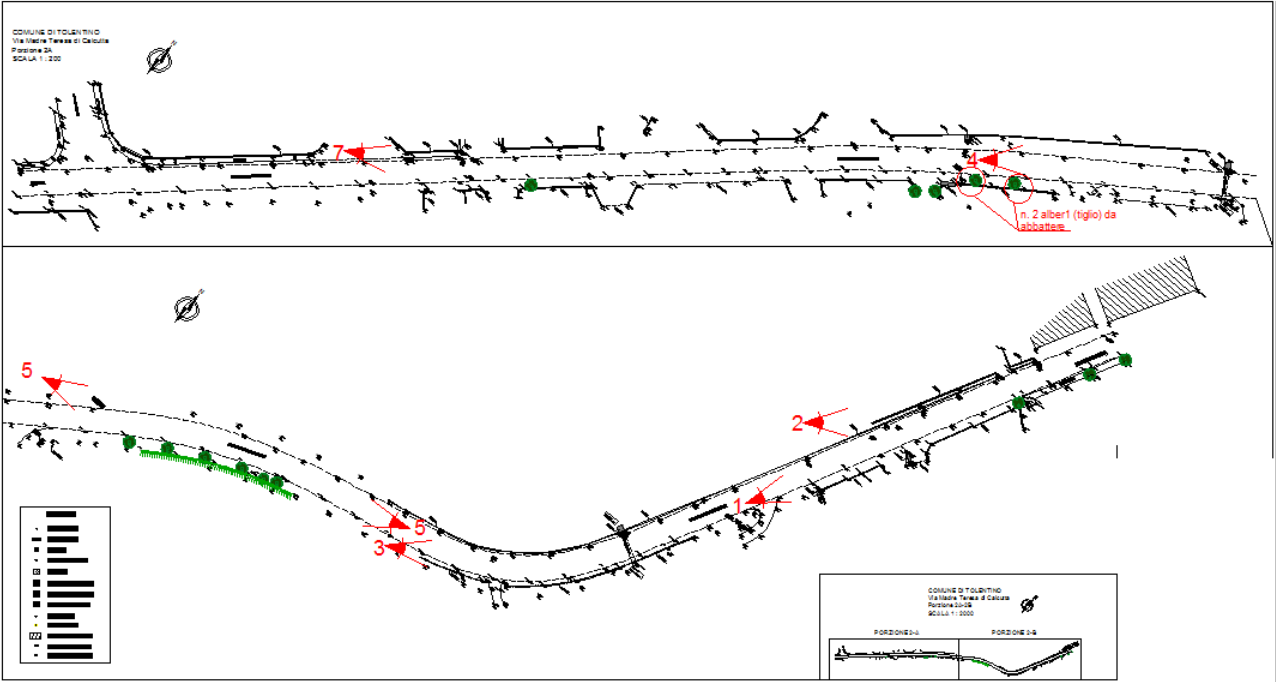 COMUNE DI TOLENTINO
Via Madre Teresa di Calcutta
Porzione 2A
SCALA 1 : 200
7
4
n. 2 alber1 (tiglio) da
abbattere
5
2
1
5
3
COMUNE DI TOLENTINO
Via Madre Teresa di Calcutta
Porzione 2A-2B
SCALA 1 : 2000
PORZIONE 2-A
PORZIONE 2-B